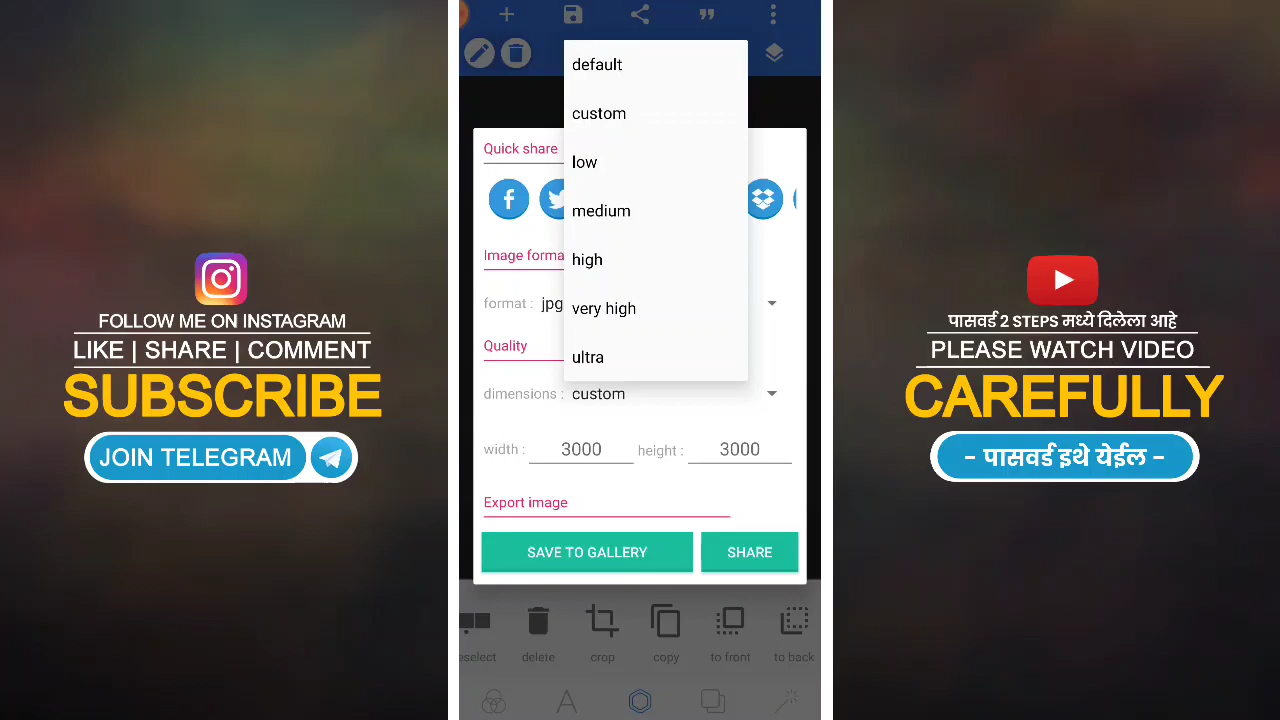 FOLLOW ME ON INSTAGRAM
LIKE | SHARE | COMMENT
SUBSCRIBE
JOIN TELEGRAM
default
custom
low
medium
high
very high
ultra
Quick share
Image forma
format : jpg
Quality
dimensions : custom
width : 3000 height : 3000
Export image
SAVE TO GALLERY SHARE
delete crop copy to front to back
पासवर्ड 2 STEPS मध्ये दिलेला आहे
PLEASE WATCH VIDEO
CAREFULLY
- पासवर्ड इथे येईल -